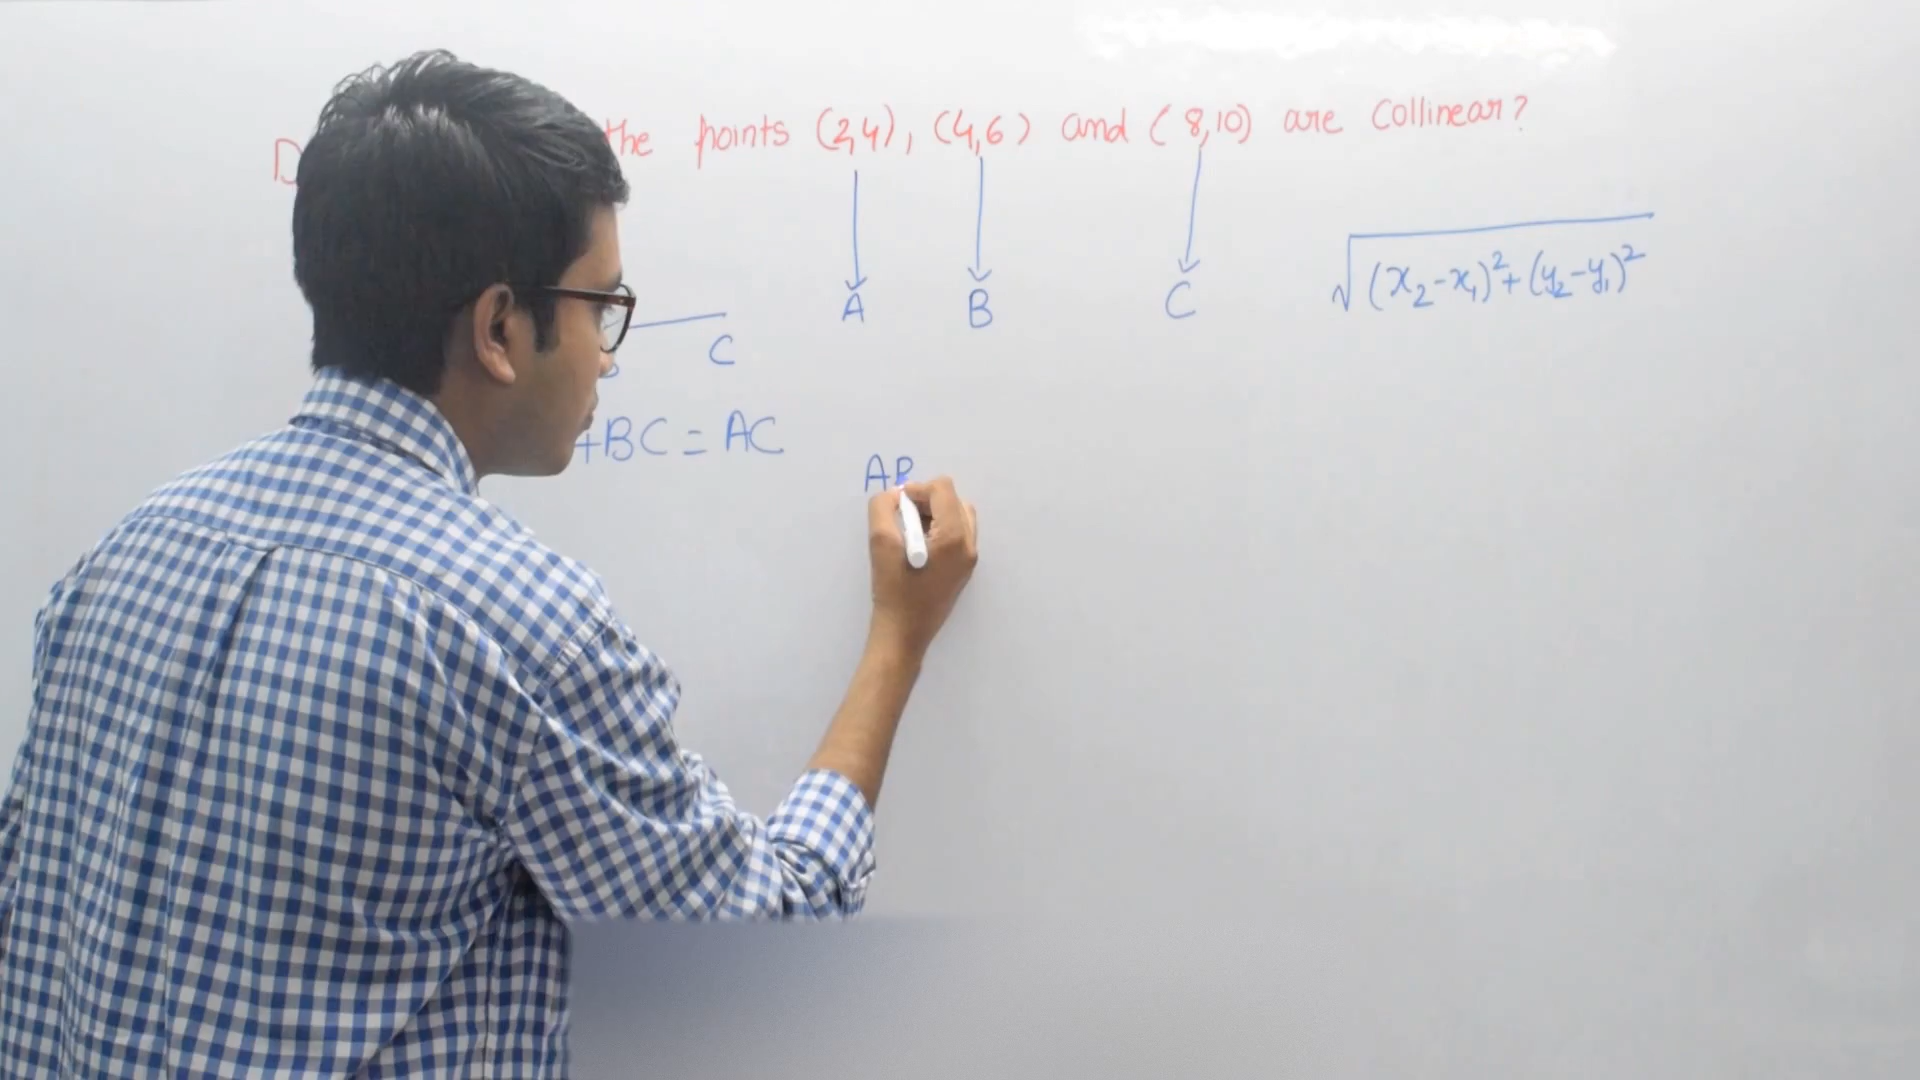 the points (2,4), (4,6) and (8,10) are Collinear?
A B C
√(x₂-x₁)²+(y₂-y₁)²
C
+BC = AC
AB